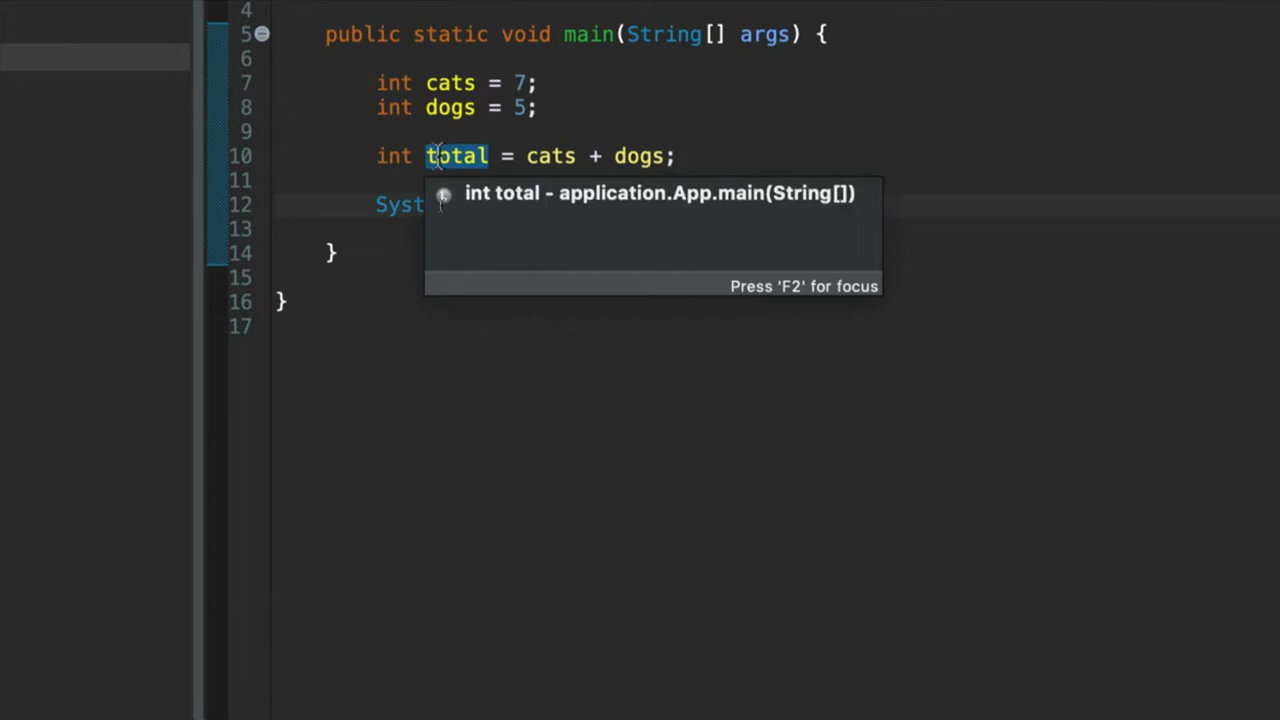 4
5 public static void main(String[] args) {
6
7 int cats = 7;
8 int dogs = 5;
9
10 int total = cats + dogs;
11
int total - application.App.main(String[])
12 Syst
13
Press 'F2' for focus
14 }
15
16 }
17